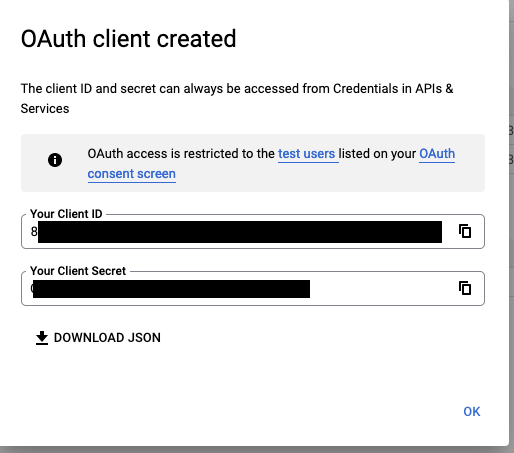 OAuth client created
The client ID and secret can always be accessed from Credentials in APIs &
Services
OAuth access is restricted to the test users listed on your OAuth
consent screen
Your Client ID
8
Your Client Secret
DOWNLOAD JSON
OK